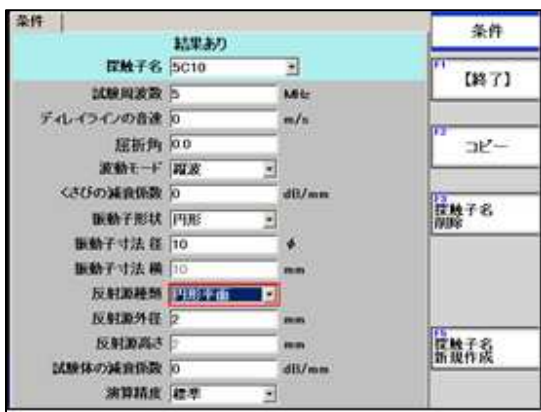 条件
結果あり
探触子名 5C10
試験周波数 5 MHz
ディレイラインの音速 0 m/s
屈折角 0.0
波動モード 縦波
くさびの減衰係数 0 dB/mm
振動子形状 円形
振動子寸法 径 10 φ
振動子寸法 横 10 mm
反射源種類 円形平面
反射源外径 2 mm
反射源高さ 2 mm
試験体の減衰係数 0 dB/mm
演算精度 標準
条件
F1
【終了】
F2
コピー
F3
探触子名
削除
F5
探触子名
新規作成